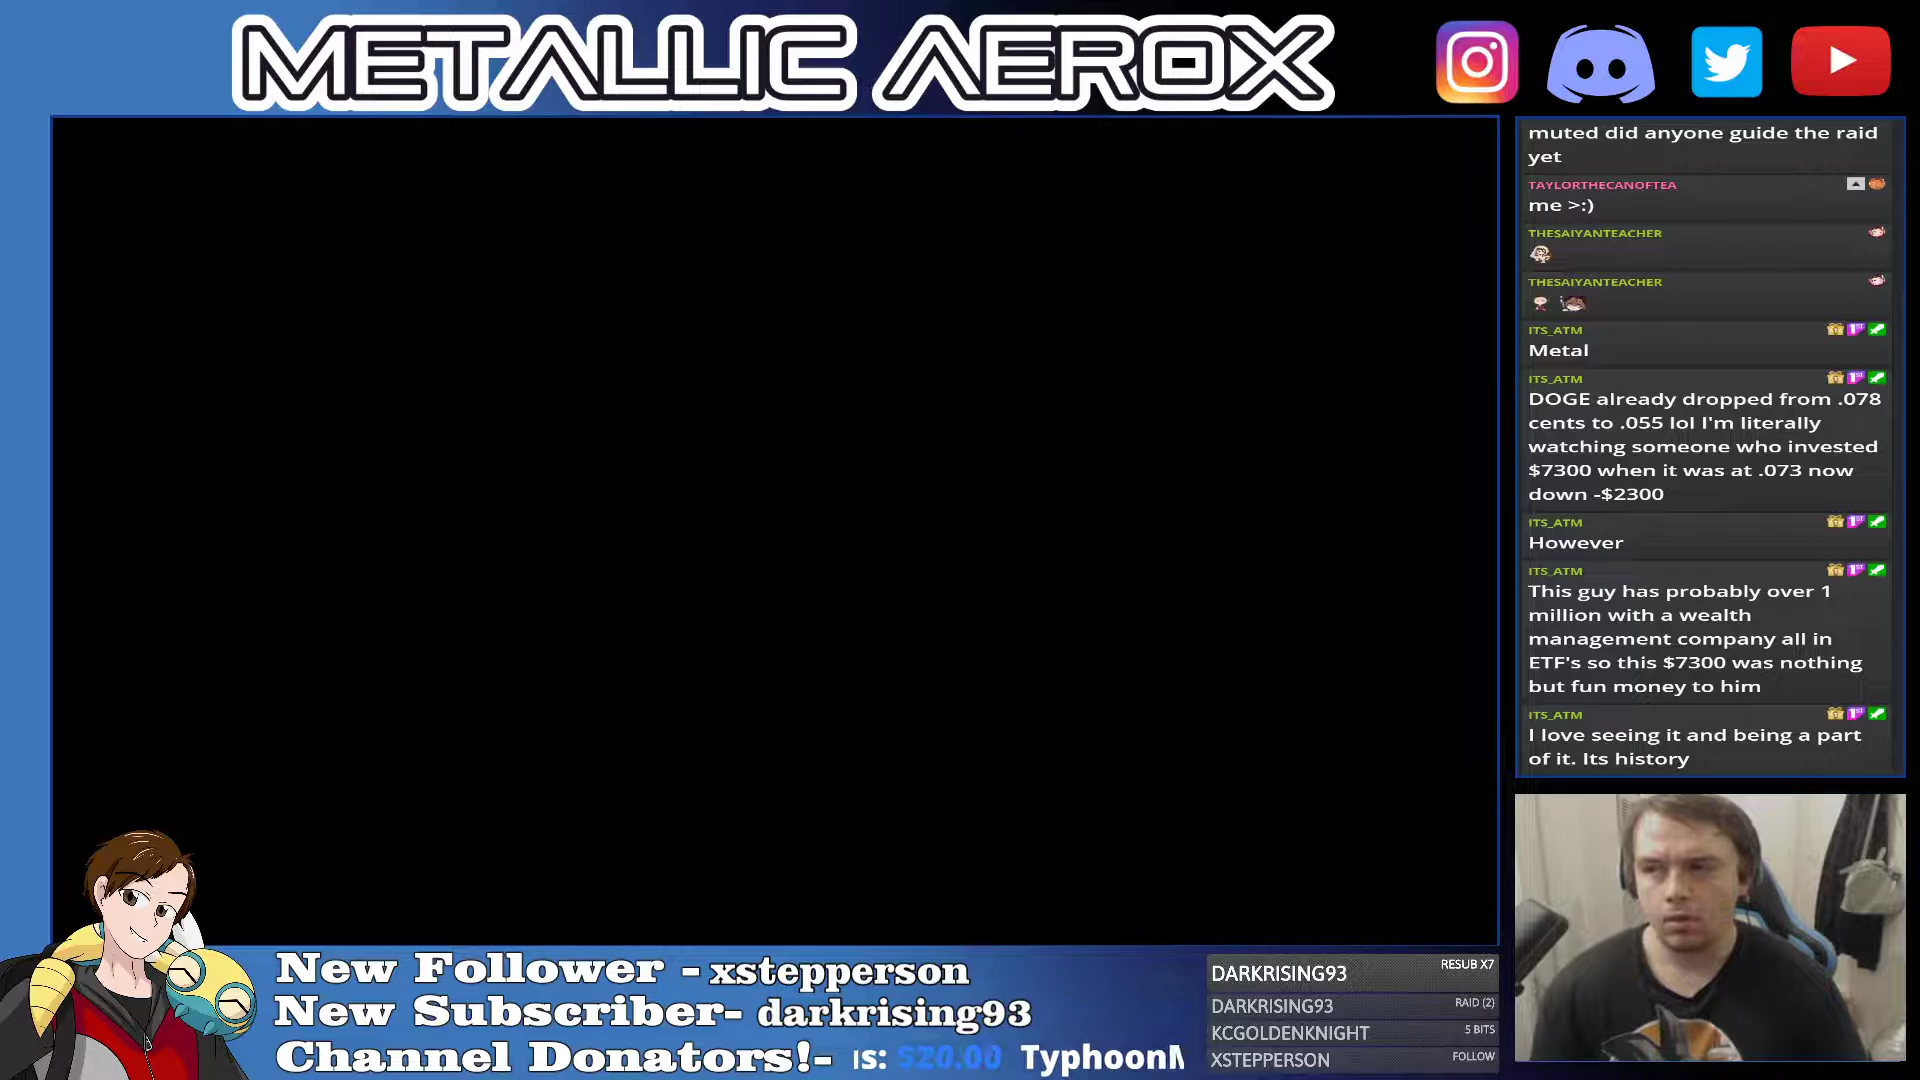 METALLIC AEROX
muted did anyone guide the raid
yet
TAYLORTHECANOFTEA
me >:)
THESAIYANTEACHER
THESAIYANTEACHER
ITS_ATM
Metal
ITS_ATM
DOGE already dropped from .078
cents to .055 lol I'm literally
watching someone who invested
$7300 when it was at .073 now
down -$2300
ITS_ATM
However
ITS_ATM
This guy has probably over 1
million with a wealth
management company all in
ETF's so this $7300 was nothing
but fun money to him
ITS_ATM
I love seeing it and being a part
of it. Its history
New Follower - xstepperson
New Subscriber- darkrising93
Channel Donators!- is: $20.00 TyphoonM
DARKRISING93 RESUB X7
DARKRISING93 RAID (2)
KCGOLDENKNIGHT 5 BITS
XSTEPPERSON FOLLOW